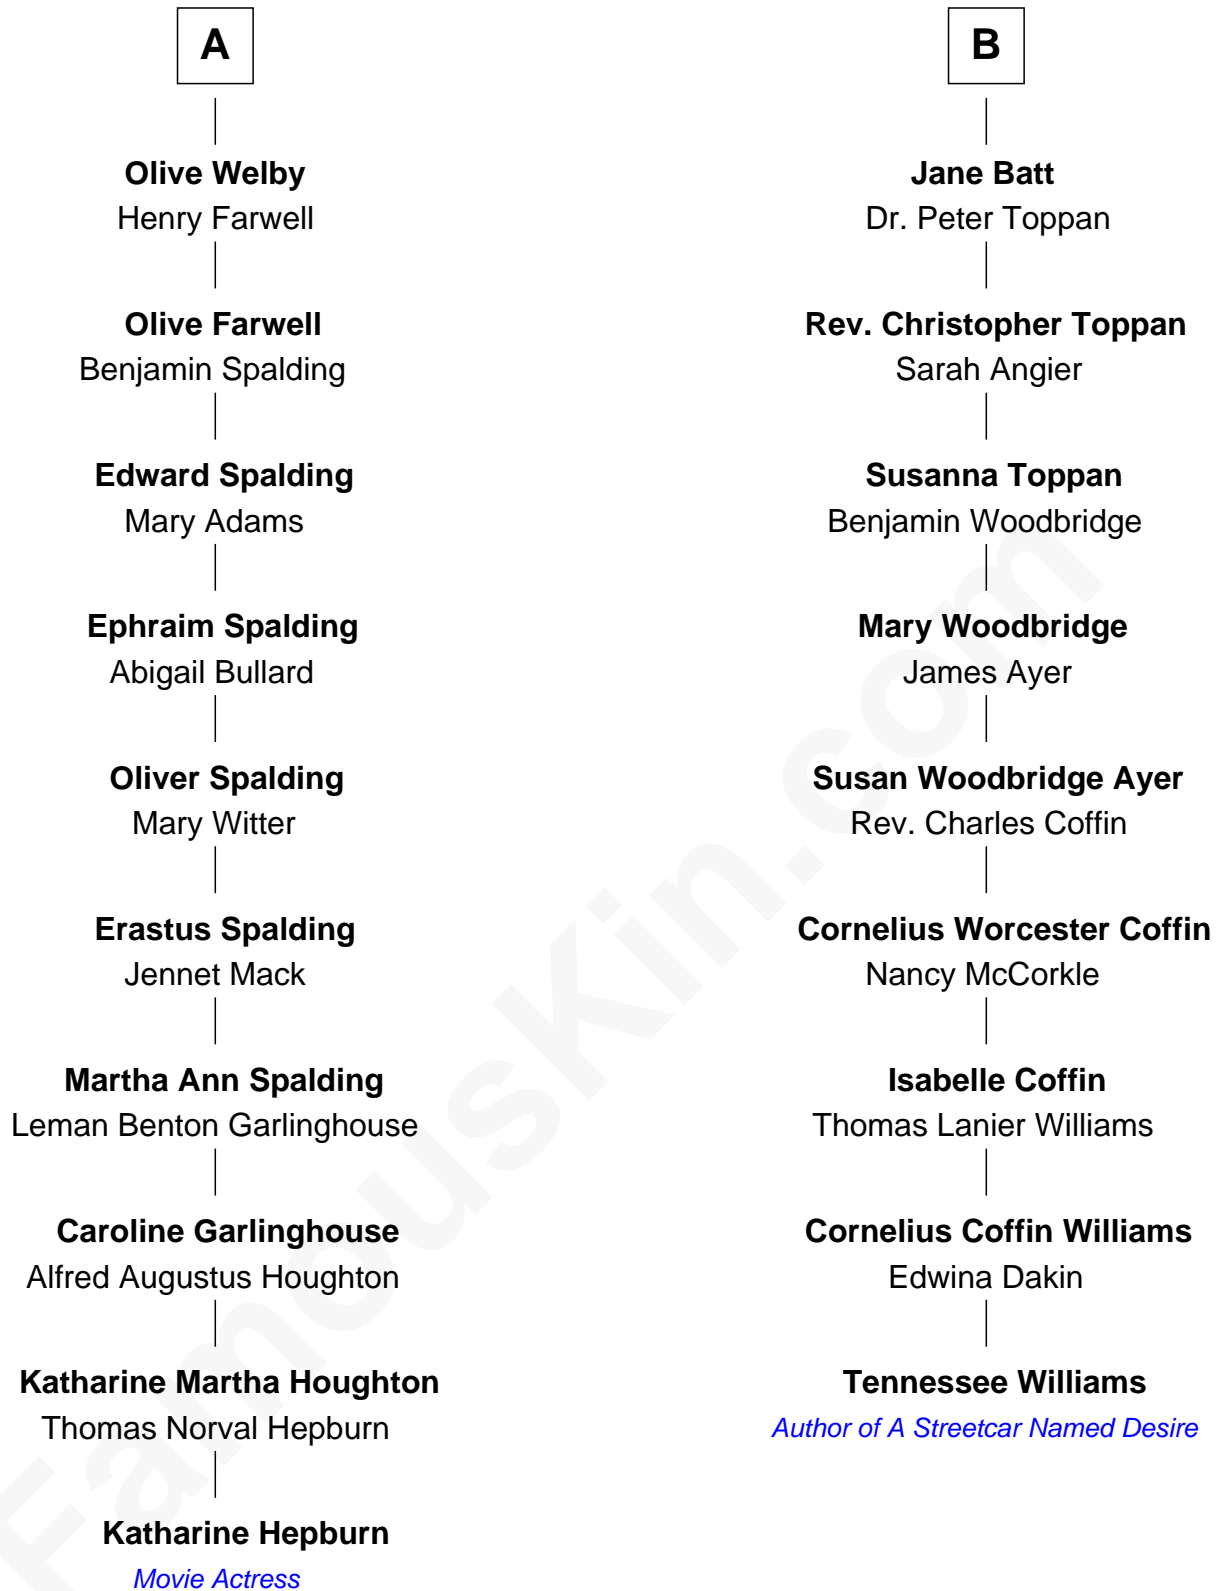 A
Olive Welby
Henry Farwell
Olive Farwell
Benjamin Spalding
Edward Spalding
Mary Adams
Ephraim Spalding
Abigail Bullard
Oliver Spalding
Mary Witter
Erastus Spalding
Jennet Mack
Martha Ann Spalding
Leman Benton Garlinghouse
Caroline Garlinghouse
Alfred Augustus Houghton
Katharine Martha Houghton
Thomas Norval Hepburn
Katharine Hepburn
Movie Actress
B
Jane Batt
Dr. Peter Toppan
Rev. Christopher Toppan
Sarah Angier
Susanna Toppan
Benjamin Woodbridge
Mary Woodbridge
James Ayer
Susan Woodbridge Ayer
Rev. Charles Coffin
Cornelius Worcester Coffin
Nancy McCorkle
Isabelle Coffin
Thomas Lanier Williams
Cornelius Coffin Williams
Edwina Dakin
Tennessee Williams
Author of A Streetcar Named Desire
FamousKin.com